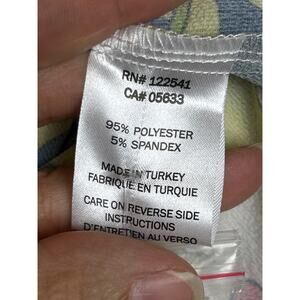 RN# 122541
CA# 05633
95% POLYESTER
5% SPANDEX
MADE IN TURKEY
FABRIQUE EN TURQUIE
CARE ON REVERSE SIDE
INSTRUCTIONS
D'ENTRETIEN AU VERSO